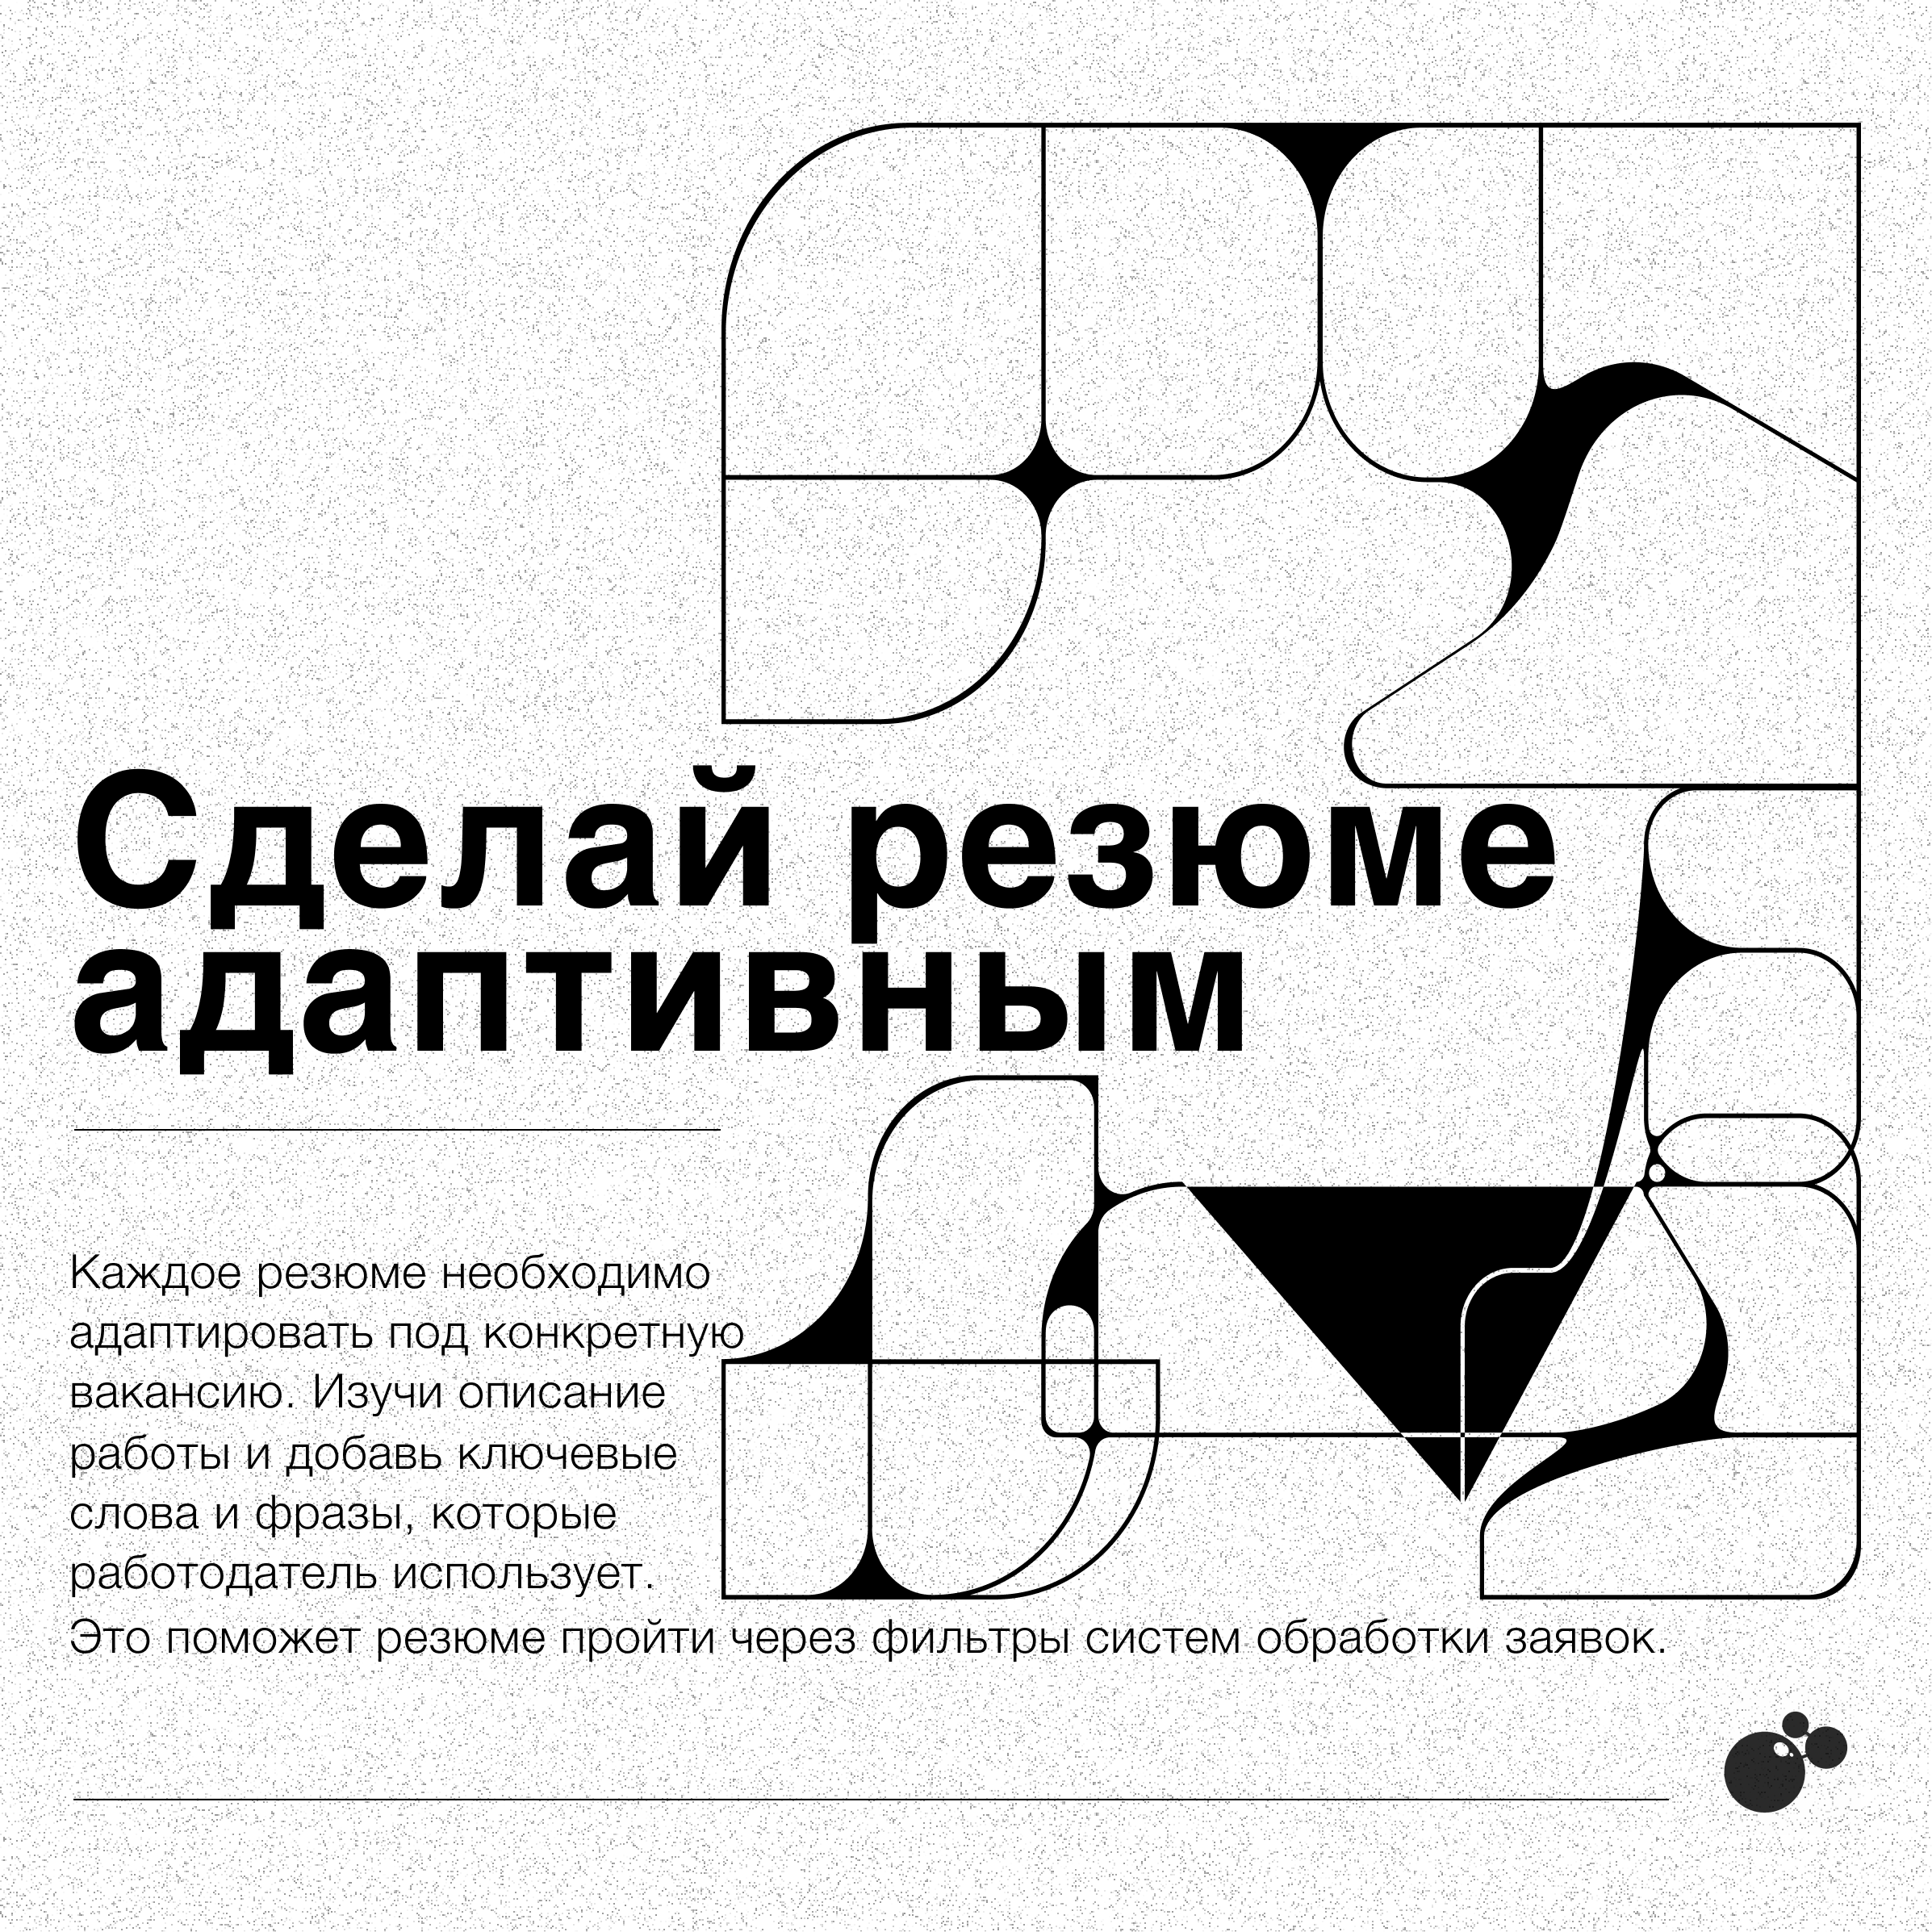 Сделай резюме
адаптивным
Каждое резюме необходимо
адаптировать под конкретную
вакансию. Изучи описание
работы и добавь ключевые
слова и фразы, которые
работодатель использует.
Это поможет резюме пройти через фильтры систем обработки заявок.